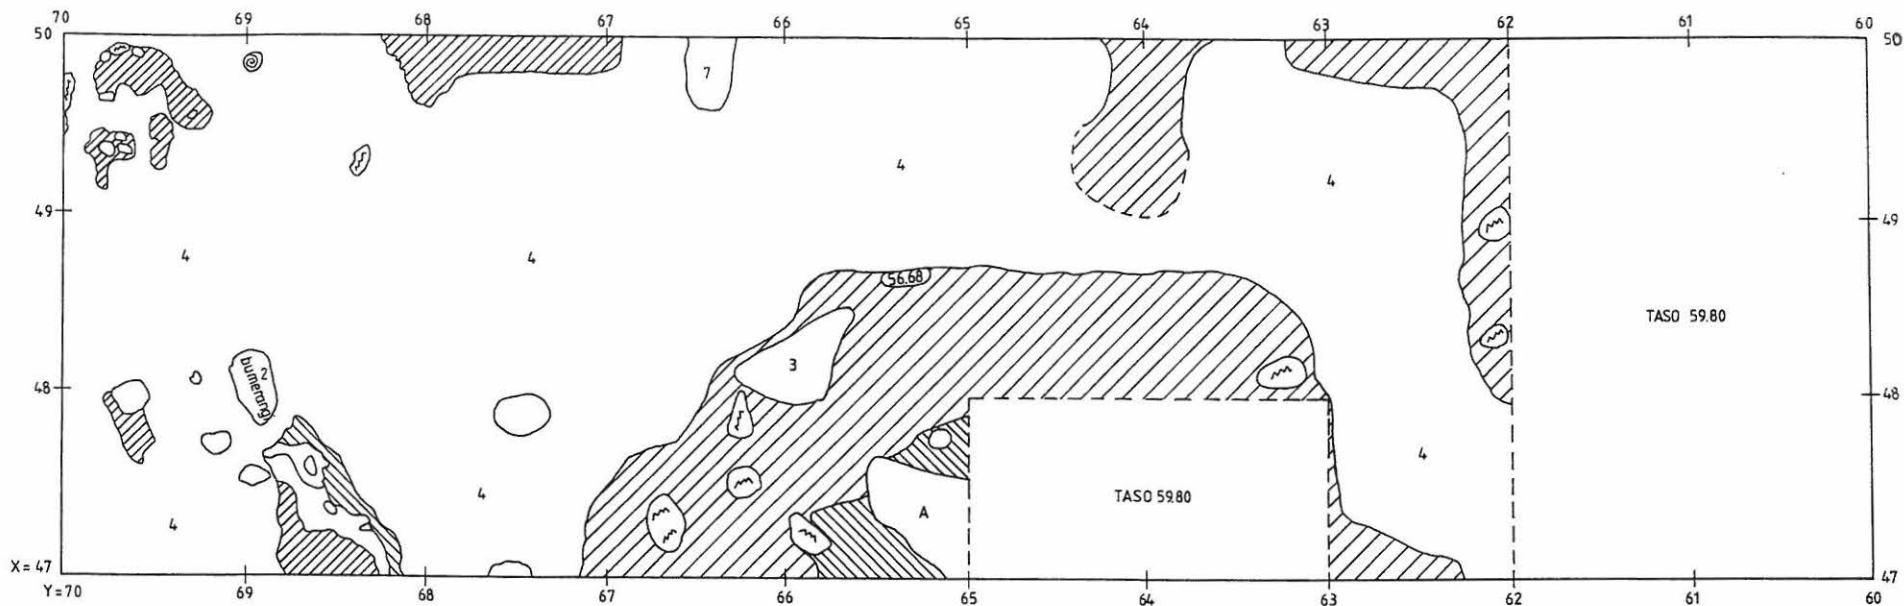 70 69 68 67 66 65 64 63 62 61 60
50 50
7
4 4
49 49
4 4
56.68
TASO 59.80
3
2
bumerang
48 48
4
4 TASO 59.80
A
4
X = 47 47
Y = 70 69 68 67 66 65 64 63 62 61 60